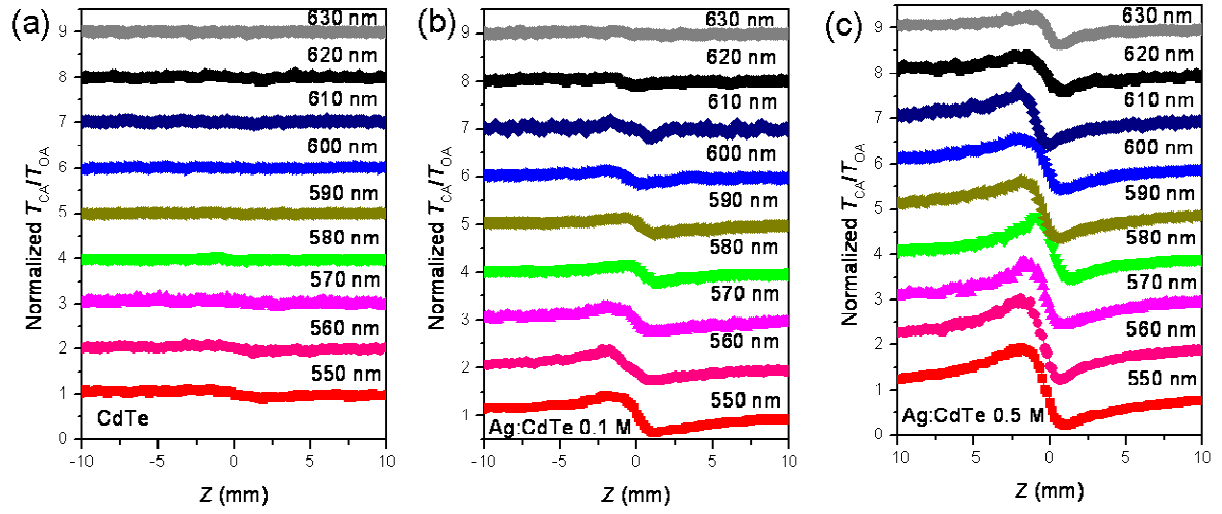 (a)
630 nm
620 nm
610 nm
600 nm
590 nm
580 nm
570 nm
560 nm
550 nm
CdTe
Normalized T_CA/T_OA
9
8
7
6
5
4
3
2
1
0
-10
-5
0
5
10
Z (mm)
(b)
630 nm
620 nm
610 nm
600 nm
590 nm
580 nm
570 nm
560 nm
550 nm
Ag:CdTe 0.1 M
Normalized T_CA/T_OA
9
8
7
6
5
4
3
2
1
-10
-5
0
5
10
Z (mm)
(c)
630 nm
620 nm
610 nm
600 nm
590 nm
580 nm
570 nm
560 nm
550 nm
Ag:CdTe 0.5 M
Normalized T_CA/T_OA
9
8
7
6
5
4
3
2
1
0
10
-5
0
5
10
Z (mm)